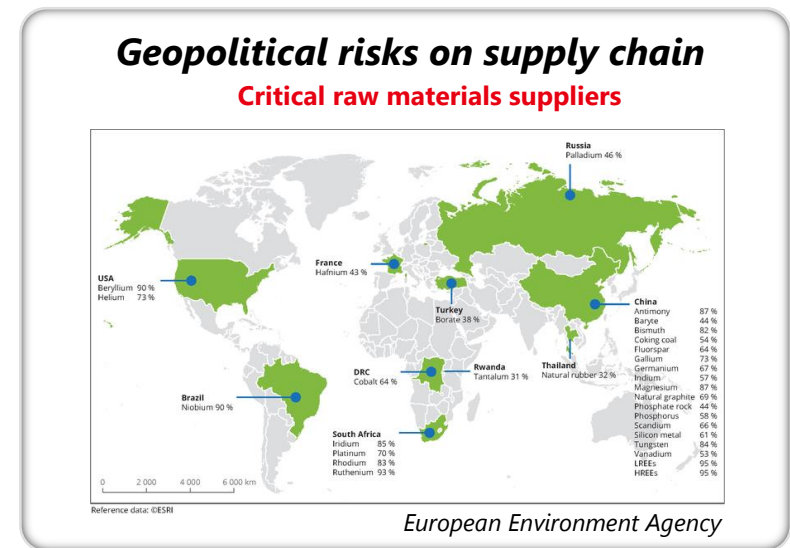 Geopolitical risks on supply chain
Critical raw materials suppliers
Russia
Palladium 46 %
France
Hafnium 43 %
USA
Beryllium 90 %
Helium 73 %
Turkey
Borate 38 %
China
Antimony 87 %
Baryte 44 %
Bismuth 82 %
Coking coal 54 %
Fluorspar 64 %
Gallium 73 %
Germanium 67 %
Indium 57 %
Magnesium 87 %
Natural graphite 69 %
Phosphate rock 44 %
Phosphorus 58 %
Scandium 66 %
Silicon metal 61 %
Tungsten 84 %
Vanadium 53 %
LREEs 95 %
HREEs 95 %
DRC
Cobalt 64 %
Rwanda
Tantalum 31 %
Thailand
Natural rubber 32 %
Brazil
Niobium 90 %
South Africa
Iridium 85 %
Platinum 70 %
Rhodium 83 %
Ruthenium 93 %
0 2 000 4 000 6 000 km
Reference data: ©ESRI
European Environment Agency